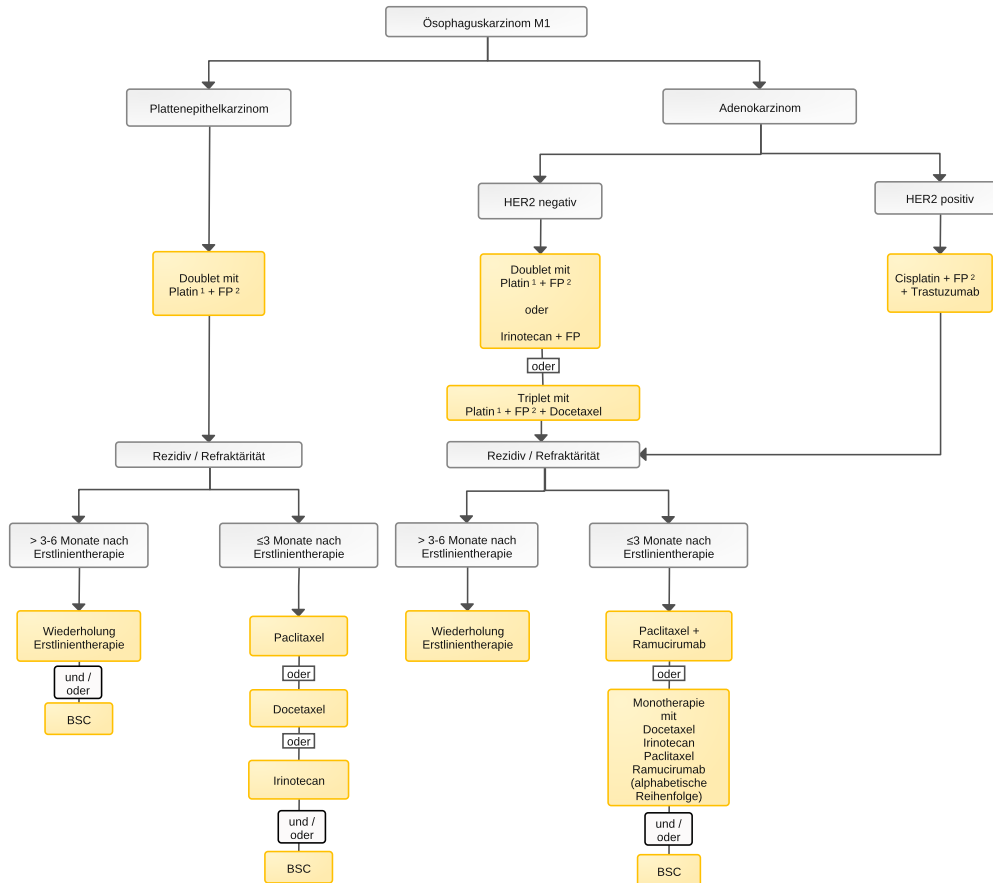 Ösophaguskarzinom M1
Plattenepithelkarzinom
Adenokarzinom
HER2 negativ
HER2 positiv
Doublet mit
Platin ¹ + FP ²
Doublet mit
Platin ¹ + FP ²
oder
Irinotecan + FP
Cisplatin + FP ²
+ Trastuzumab
oder
Triplet mit
Platin ¹ + FP ² + Docetaxel
Rezidiv / Refraktärität
Rezidiv / Refraktärität
> 3-6 Monate nach
Erstlinientherapie
≤3 Monate nach
Erstlinientherapie
> 3-6 Monate nach
Erstlinientherapie
≤3 Monate nach
Erstlinientherapie
Wiederholung
Erstlinientherapie
und /
oder
BSC
Paclitaxel
oder
Docetaxel
oder
Irinotecan
und /
oder
BSC
Wiederholung
Erstlinientherapie
Paclitaxel +
Ramucirumab
oder
Monotherapie
mit
Docetaxel
Irinotecan
Paclitaxel
Ramucirumab
(alphabetische
Reihenfolge)
und /
oder
BSC